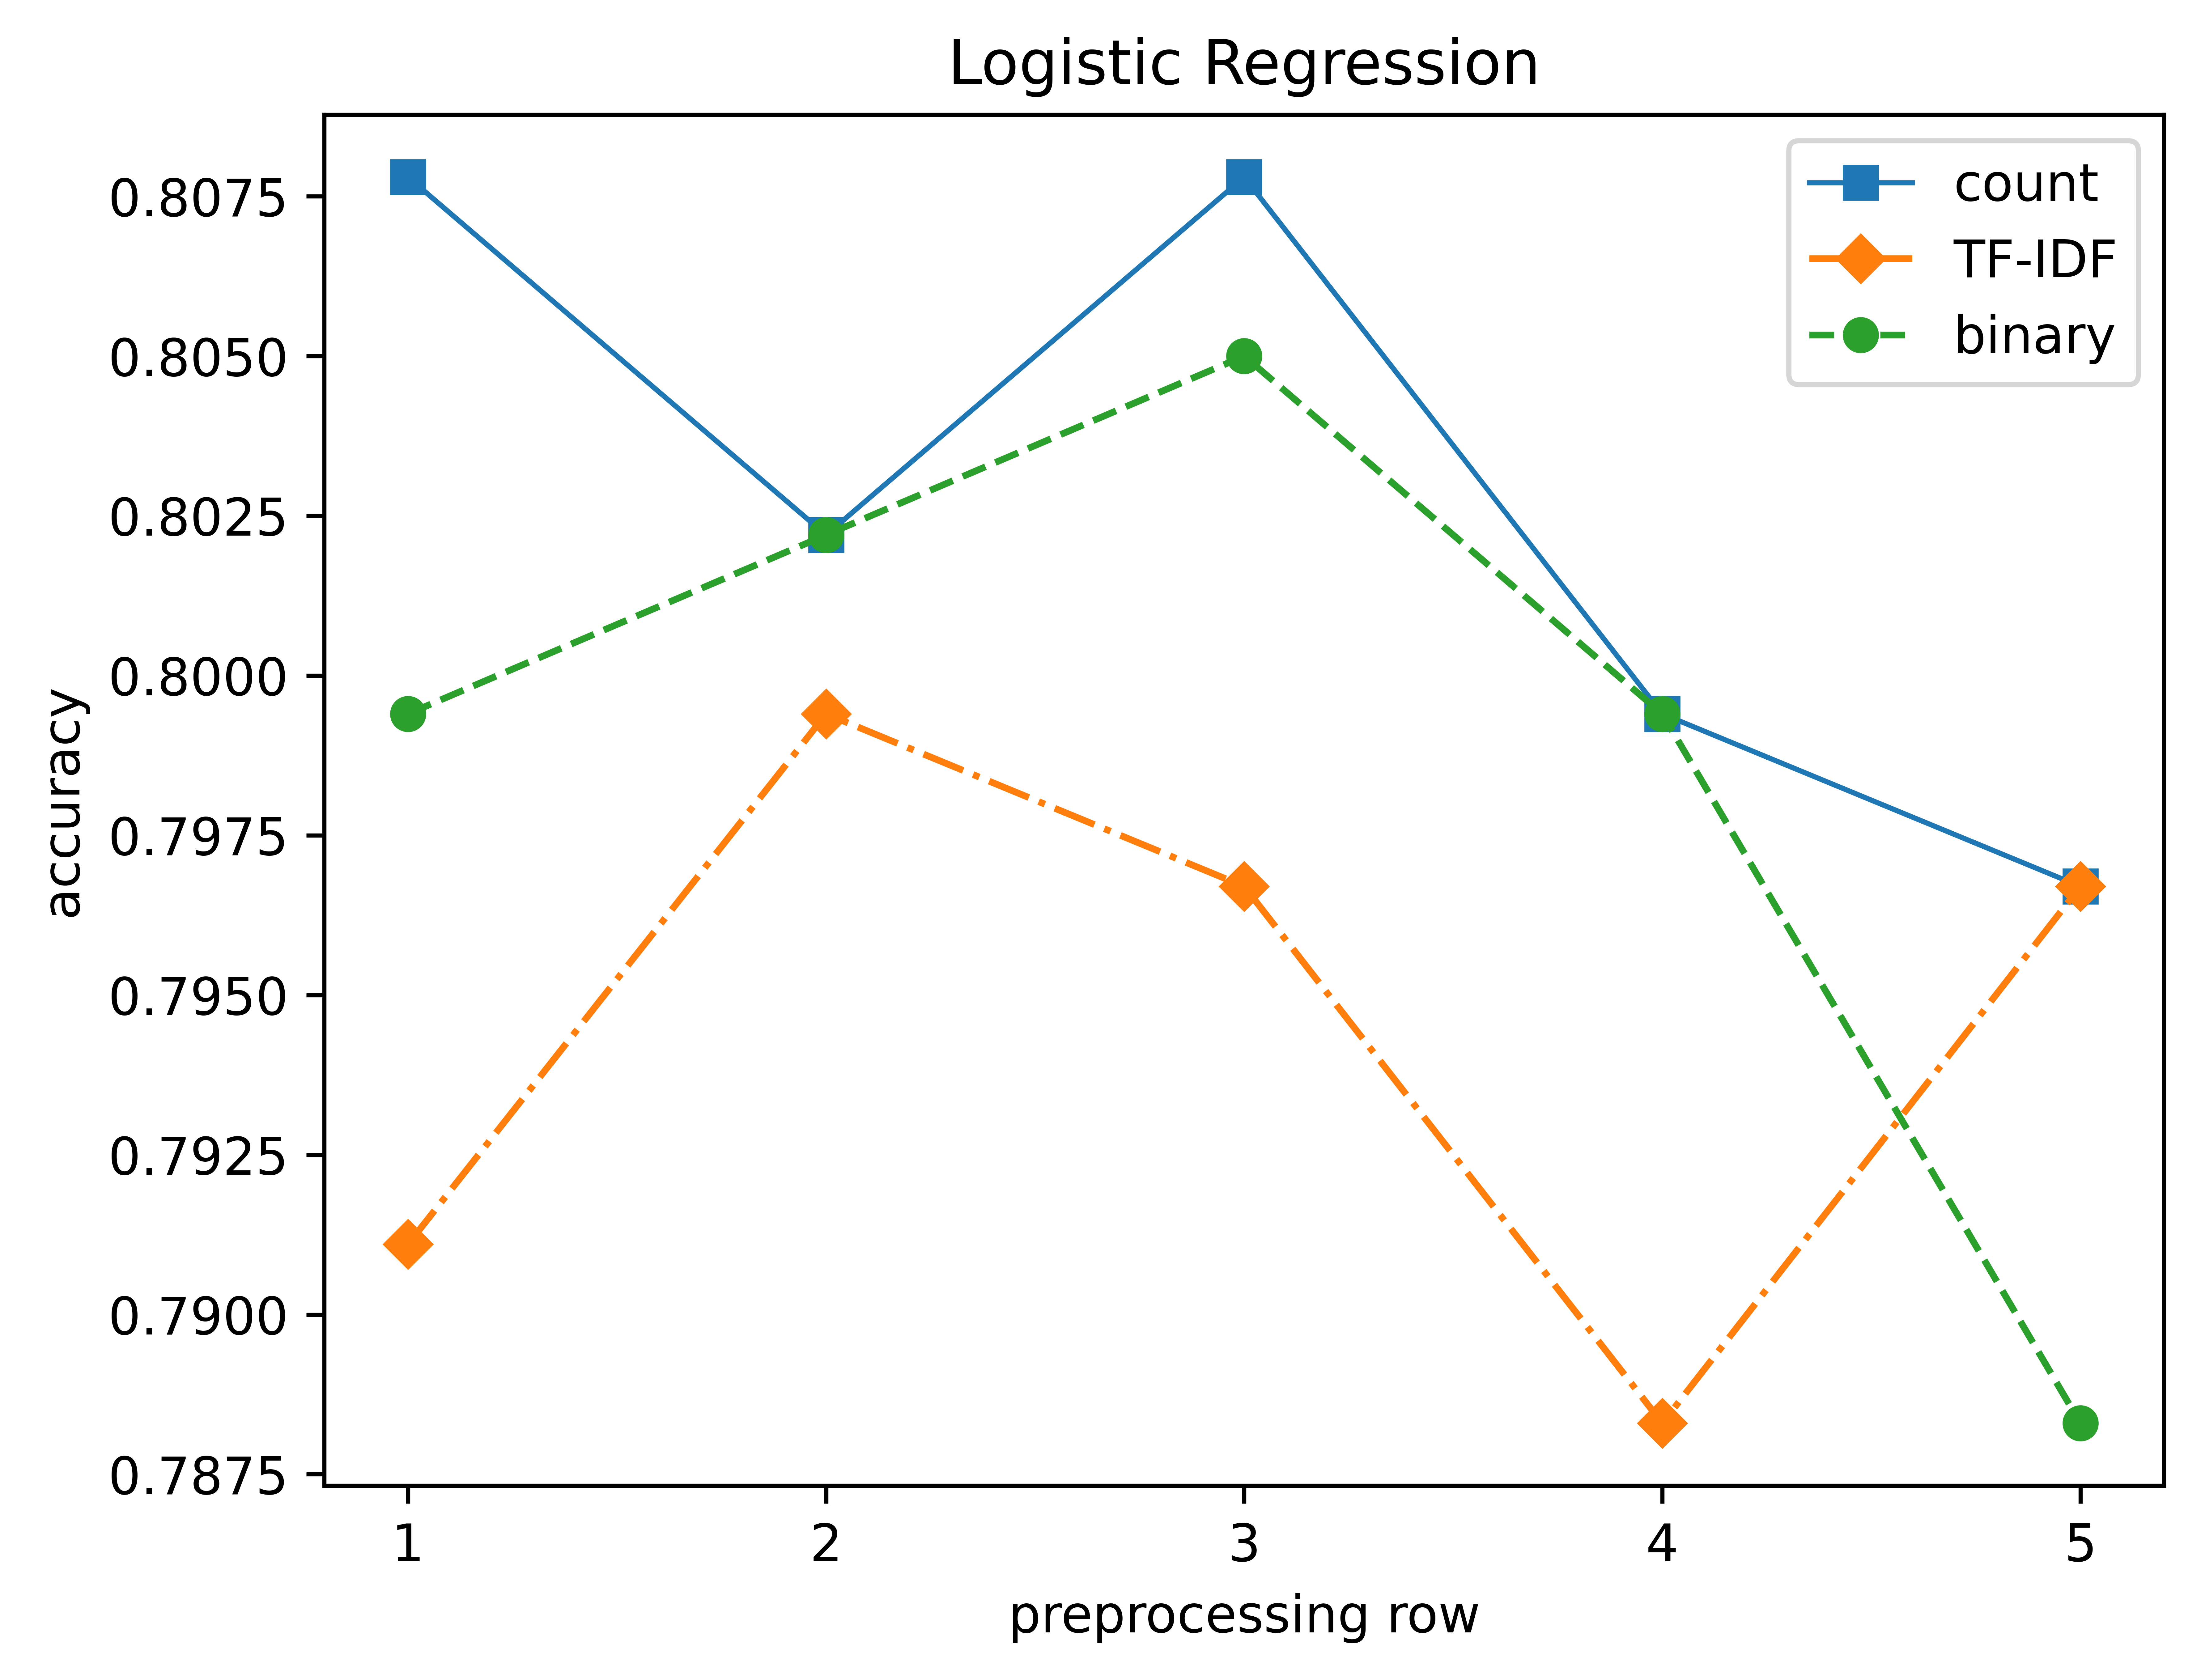 Logistic Regression
count
TF-IDF
binary
0.8075
0.8050
0.8025
0.8000
0.7975
0.7950
0.7925
0.7900
0.7875
accuracy
1 2 3 4 5
preprocessing row